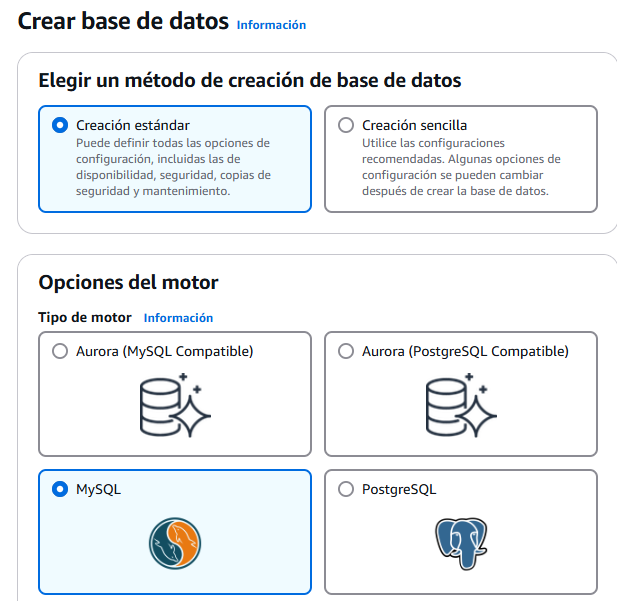 Crear base de datos Información
Elegir un método de creación de base de datos
Creación estándar
Puede definir todas las opciones de
configuración, incluidas las de
disponibilidad, seguridad, copias de
seguridad y mantenimiento.
Creación sencilla
Utilice las configuraciones
recomendadas. Algunas opciones de
configuración se pueden cambiar
después de crear la base de datos.
Opciones del motor
Tipo de motor Información
Aurora (MySQL Compatible)
Aurora (PostgreSQL Compatible)
MySQL
PostgreSQL